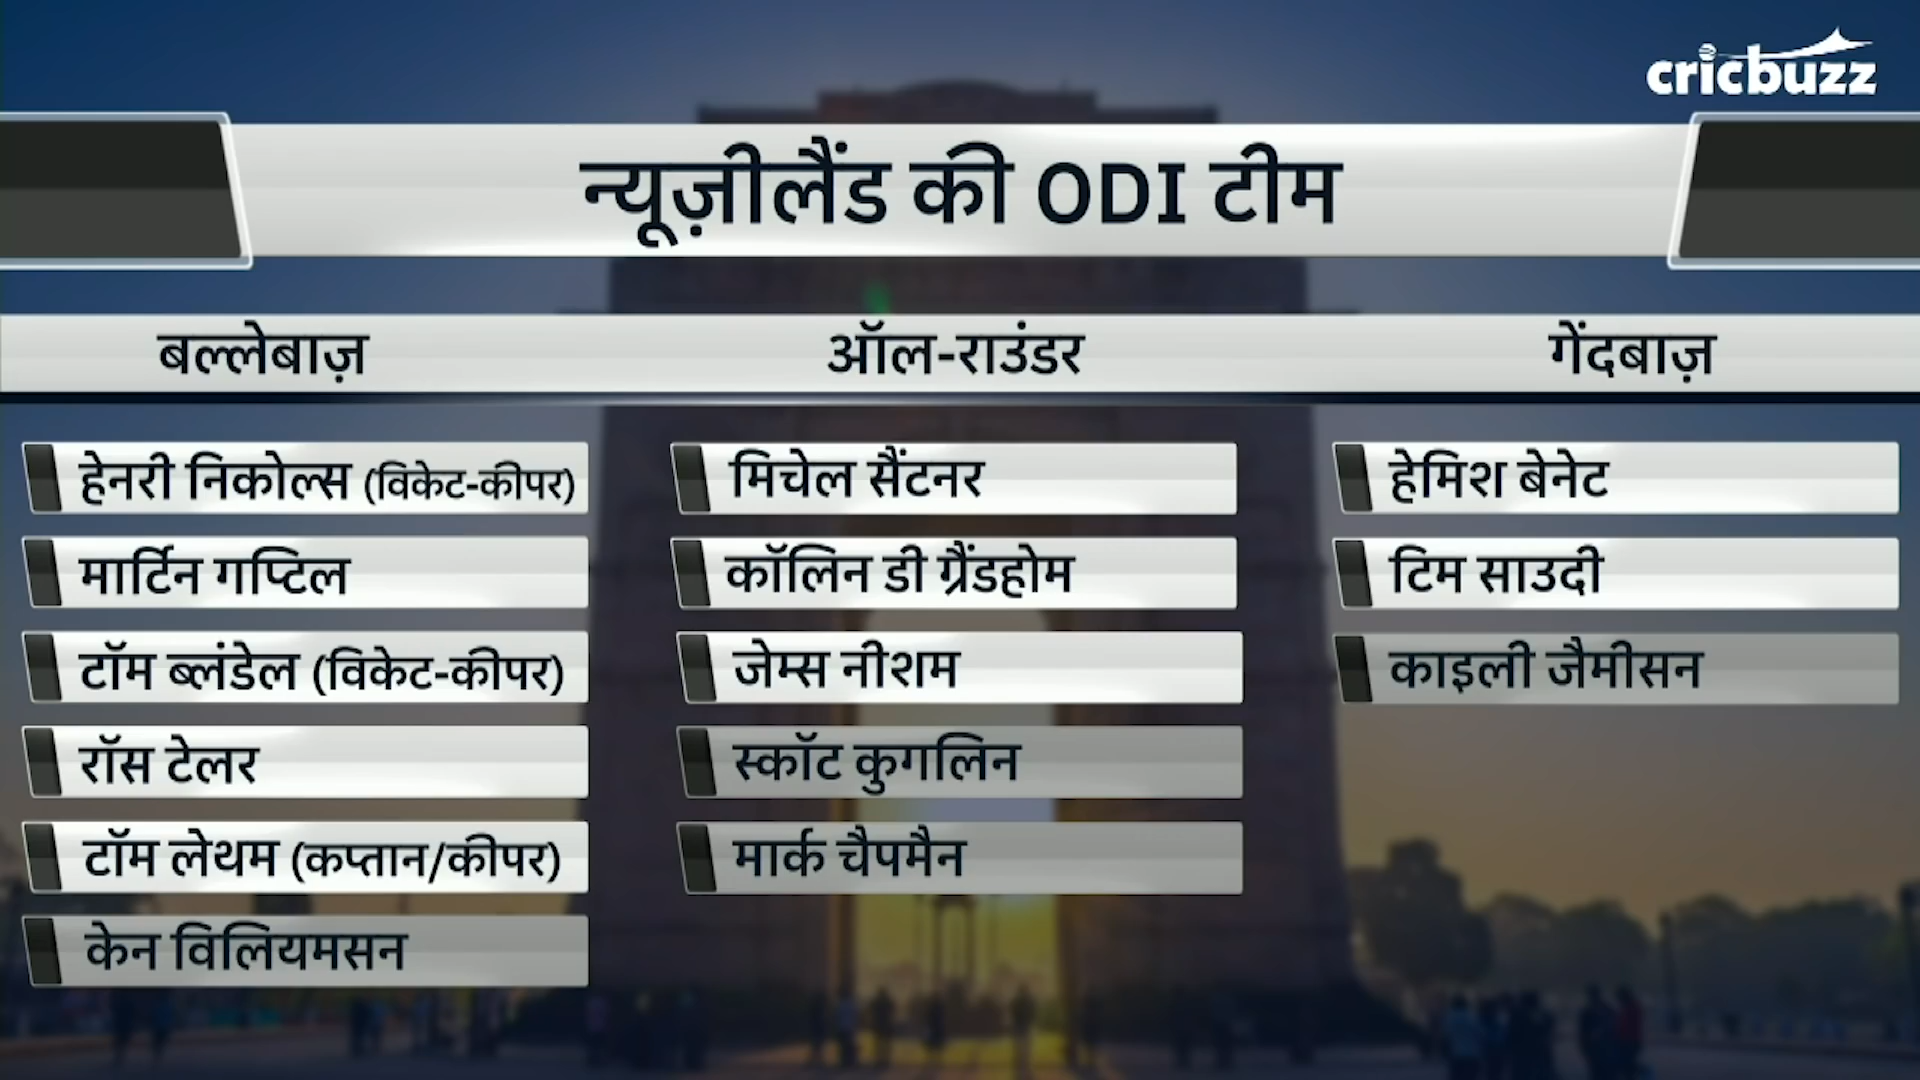 cricbuzz
न्यूज़ीलैंड की ODI टीम
बल्लेबाज़
ऑल-राउंडर
गेंदबाज़
हेनरी निकोल्स (विकेट-कीपर)
मार्टिन गप्टिल
टॉम ब्लंडेल (विकेट-कीपर)
रॉस टेलर
टॉम लेथम (कप्तान/कीपर)
केन विलियमसन
मिचेल सैंटनर
कॉलिन डी ग्रैंडहोम
जेम्स नीशम
स्कॉट कुगलिन
मार्क चैपमैन
हेमिश बेनेट
टिम साउदी
काइली जैमीसन